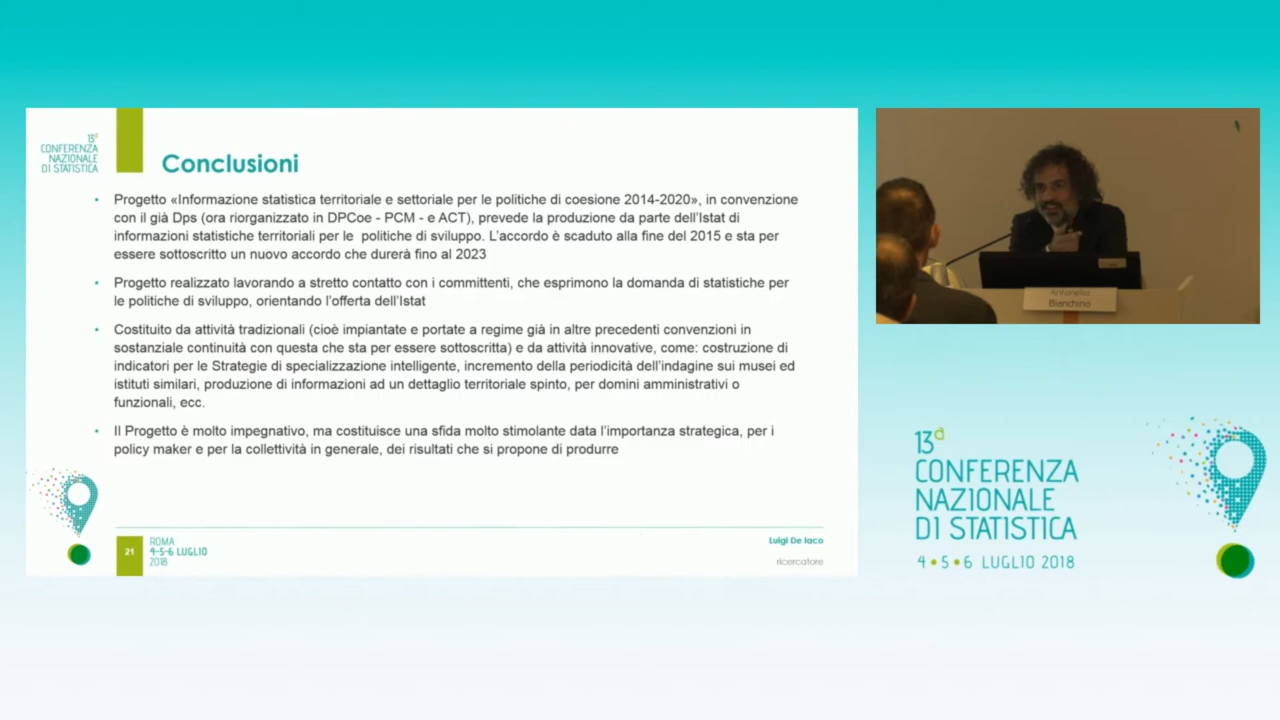 13ª
CONFERENZA
NAZIONALE
DI STATISTICA
Conclusioni
• Progetto «Informazione statistica territoriale e settoriale per le politiche di coesione 2014-2020», in convenzione
con il già Dps (ora riorganizzato in DPCoe - PCM - e ACT), prevede la produzione da parte dell'Istat di
informazioni statistiche territoriali per le politiche di sviluppo. L'accordo è scaduto alla fine del 2015 e sta per
essere sottoscritto un nuovo accordo che durerà fino al 2023
• Progetto realizzato lavorando a stretto contatto con i committenti, che esprimono la domanda di statistiche per
le politiche di sviluppo, orientando l'offerta dell'Istat
• Costituito da attività tradizionali (cioè impiantate e portate a regime già in altre precedenti convenzioni in
sostanziale continuità con questa che sta per essere sottoscritta) e da attività innovative, come: costruzione di
indicatori per le Strategie di specializzazione intelligente, incremento della periodicità dell'indagine sui musei ed
istituti similari, produzione di informazioni ad un dettaglio territoriale spinto, per domini amministrativi o
funzionali, ecc.
• Il Progetto è molto impegnativo, ma costituisce una sfida molto stimolante data l'importanza strategica, per i
policy maker e per la collettività in generale, dei risultati che si propone di produrre
21
ROMA
4-5-6 LUGLIO
2018
Luigi De Iaco
ricercatore
Antonella
Bianchino
13ª
CONFERENZA
NAZIONALE
DI STATISTICA
4 • 5 • 6 LUGLIO 2018